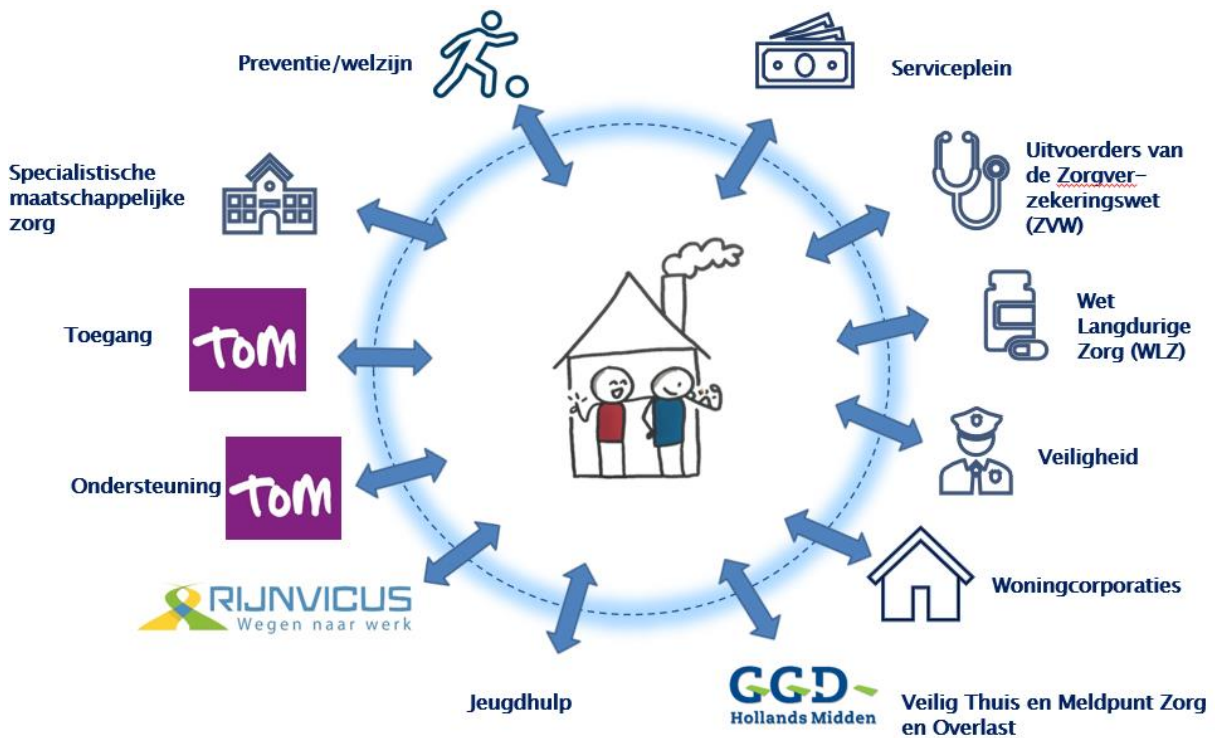 Preventie/welzijn
Serviceplein
Uitvoerders van
de Zorgver-
zekeringswet
(ZVW)
Wet
Langdurige
Zorg (WLZ)
Veiligheid
Woningcorporaties
GGD
Hollands Midden
Veilig Thuis en Meldpunt Zorg
en Overlast
Jeugdhulp
RIJNVICUS
Wegen naar werk
Ondersteuning
TOM
Toegang
TOM
Specialistische
maatschappelijke
zorg